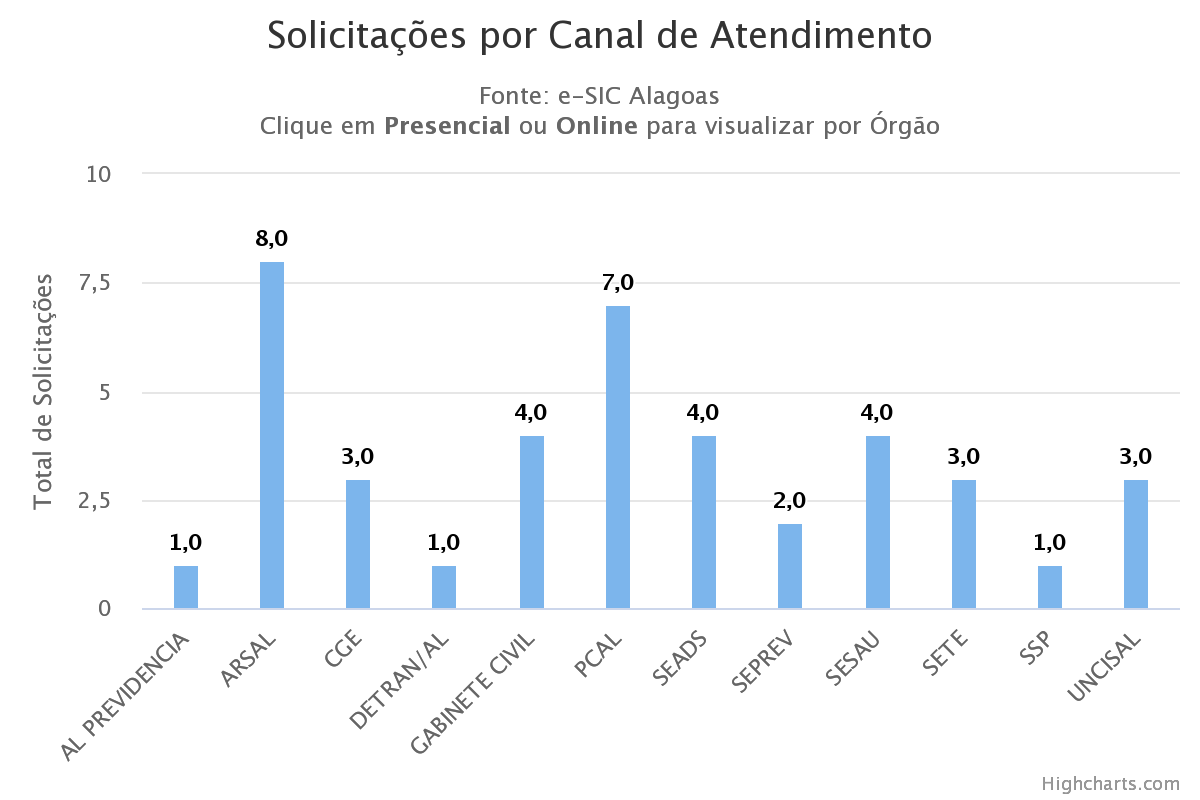 Solicitações por Canal de Atendimento
Fonte: e-SIC Alagoas
Clique em Presencial ou Online para visualizar por Órgão
Total de Solicitações
10
7,5
5
2,5
0
1,0
8,0
3,0
1,0
4,0
7,0
4,0
2,0
4,0
3,0
1,0
3,0
AL PREVIDENCIA
ARSAL
CGE
DETRAN/AL
GABINETE CIVIL
PCAL
SEADS
SEPREV
SESAU
SETE
SSP
UNCISAL
Highcharts.com